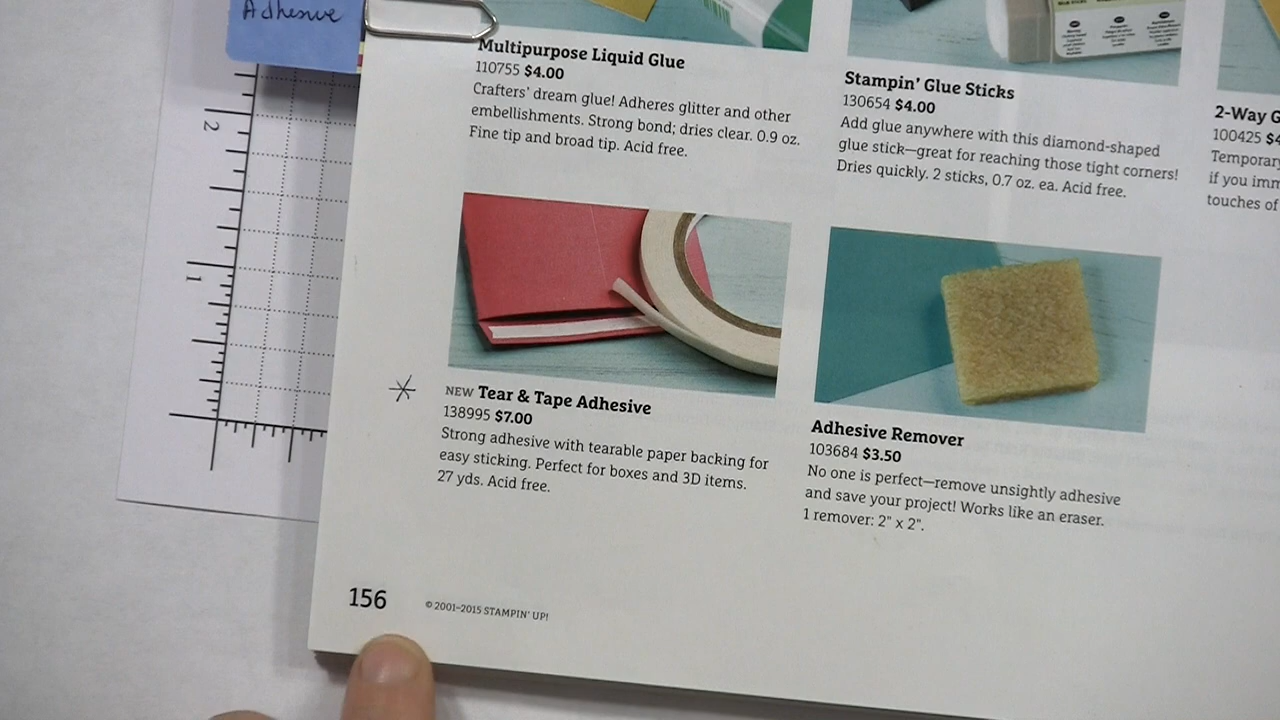 Adhesive
Multipurpose Liquid Glue
110755 $4.00
Crafters' dream glue! Adheres glitter and other
embellishments. Strong bond; dries clear. 0.9 oz.
Fine tip and broad tip. Acid free.
Stampin' Glue Sticks
130654 $4.00
Add glue anywhere with this diamond-shaped
glue stick—great for reaching those tight corners!
Dries quickly. 2 sticks, 0.7 oz. ea. Acid free.
2-Way G
100425 $4
Temporary
if you imm
touches of
2
1
NEW Tear & Tape Adhesive
138995 $7.00
Strong adhesive with tearable paper backing for
easy sticking. Perfect for boxes and 3D items.
27 yds. Acid free.
Adhesive Remover
103684 $3.50
No one is perfect—remove unsightly adhesive
and save your project! Works like an eraser.
1 remover: 2" x 2".
156
© 2001–2015 STAMPIN' UP!